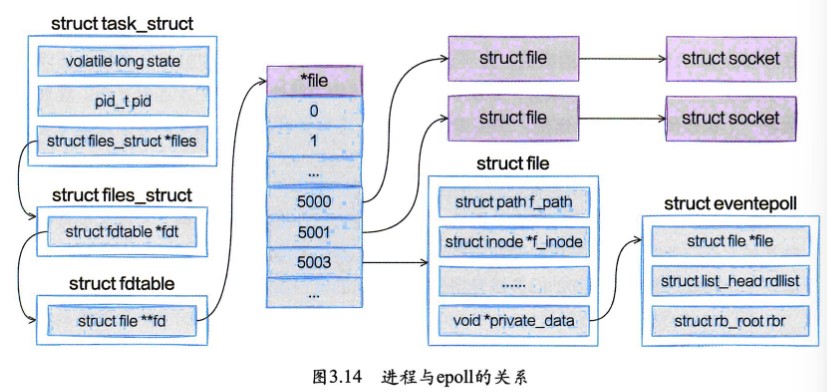 struct task_struct
volatile long state
pid_t pid
struct files_struct *files
struct files_struct
struct fdtable *fdt
struct fdtable
struct file **fd
*file
0
1
...
5000
5001
5003
...
struct file
struct socket
struct file
struct socket
struct file
struct path f_path
struct inode *f_inode
......
void *private_data
struct eventepoll
struct file *file
struct list_head rdllist
struct rb_root rbr
图3.14 进程与epoll的关系